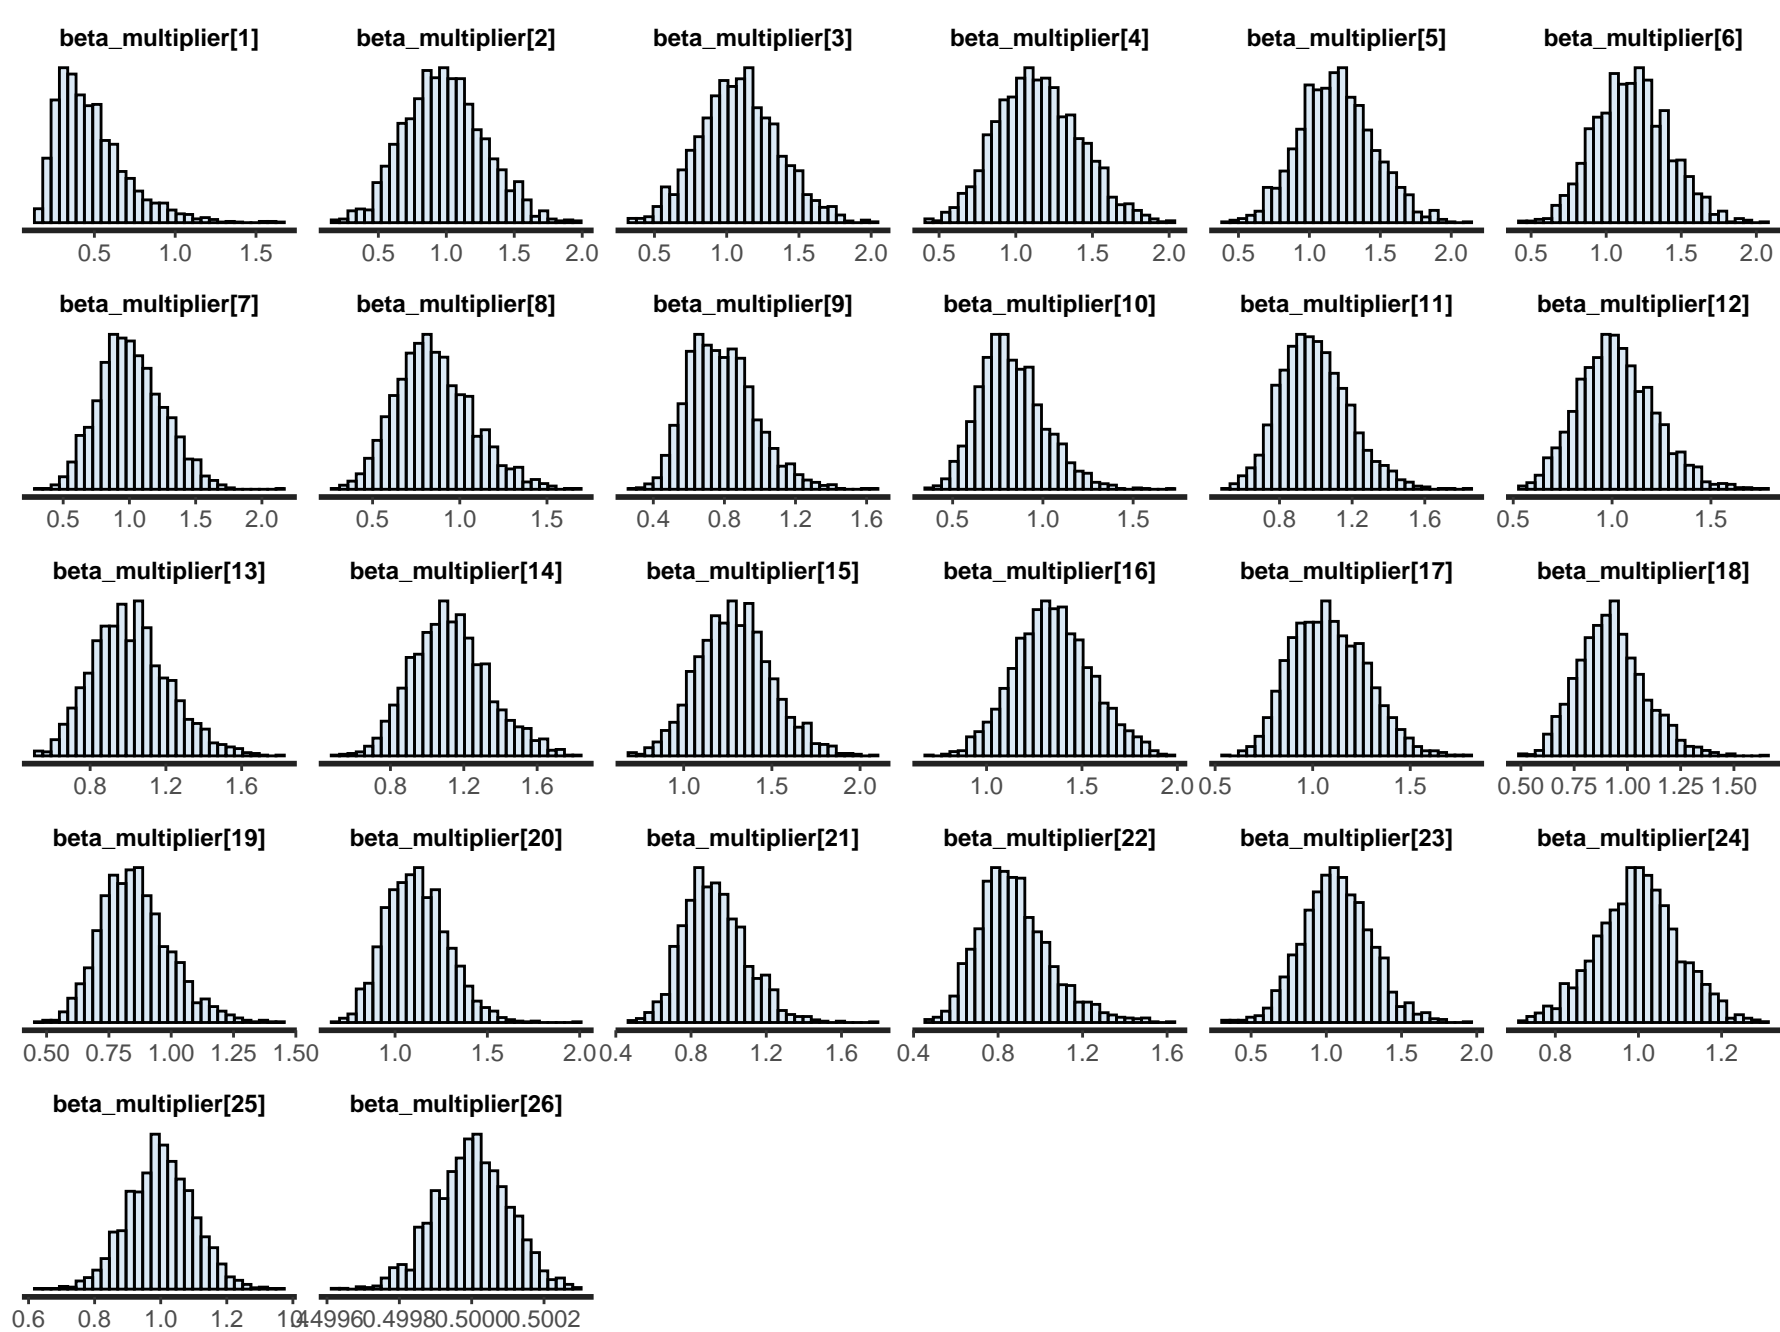 beta_multiplier[1] beta_multiplier[2] beta_multiplier[3] beta_multiplier[4] beta_multiplier[5] beta_multiplier[6]
0.5 1.0 1.5 0.5 1.0 1.5 2.0 0.5 1.0 1.5 2.0 0.5 1.0 1.5 2.0 0.5 1.0 1.5 2.0 0.5 1.0 1.5 2.0
beta_multiplier[7] beta_multiplier[8] beta_multiplier[9] beta_multiplier[10] beta_multiplier[11] beta_multiplier[12]
0.5 1.0 1.5 2.0 0.5 1.0 1.5 0.4 0.8 1.2 1.6 0.5 1.0 1.5 0.8 1.2 1.6 0.5 1.0 1.5
beta_multiplier[13] beta_multiplier[14] beta_multiplier[15] beta_multiplier[16] beta_multiplier[17] beta_multiplier[18]
0.8 1.2 1.6 0.8 1.2 1.6 1.0 1.5 2.0 1.0 1.5 2.0 0.5 1.0 1.5 0.50 0.75 1.00 1.25 1.50
beta_multiplier[19] beta_multiplier[20] beta_multiplier[21] beta_multiplier[22] beta_multiplier[23] beta_multiplier[24]
0.50 0.75 1.00 1.25 1.50 1.0 1.5 2.0 0.4 0.8 1.2 1.6 0.4 0.8 1.2 1.6 0.5 1.0 1.5 2.0 0.8 1.0 1.2
beta_multiplier[25] beta_multiplier[26]
0.6 0.8 1.0 1.2 1.4 0.4996 0.4998 0.5000 0.5002